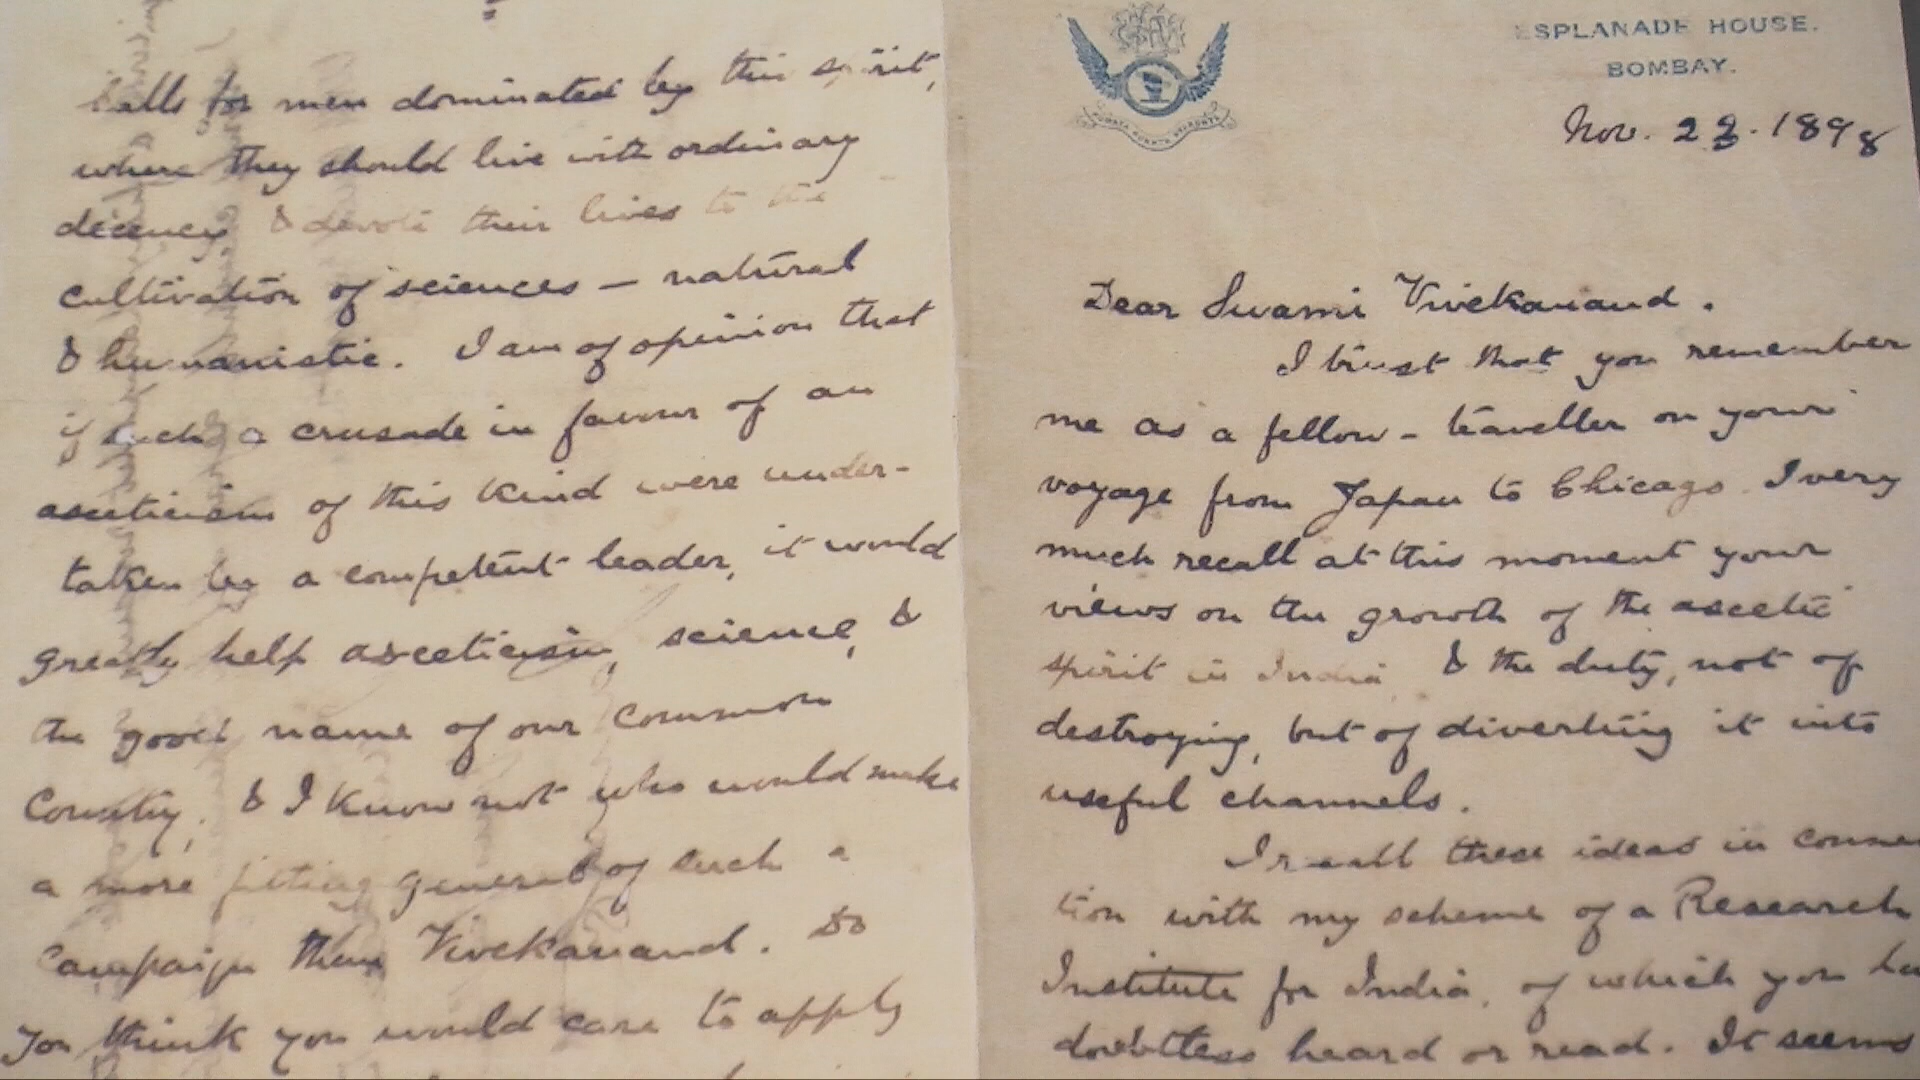 halls for men dominated by this spirit,
where they should live with ordinary
decency & devote their lives to the
cultivation of sciences – natural
& humanistic. I am of opinion that
if such a crusade in favour of an
asceticism of this kind were under-
taken by a competent leader, it would
greatly help asceticism, science, &
the good name of our common
country, & I know not who would make
a more fitting general of such a
campaign than Vivekanand. Do
you think you would care to apply
ESPLANADE HOUSE.
BOMBAY.
Nov. 23. 1898
Dear Swami Vivekanand.
I trust that you remember
me as a fellow-traveller on your
voyage from Japan to Chicago. I very
much recall at this moment your
views on the growth of the ascetic
spirit in India, & the duty, not of
destroying, but of diverting it into
useful channels.
I recall these ideas in connec
tion with my scheme of a Research
Institute for India, of which you ha
doubtless heard or read. It seems